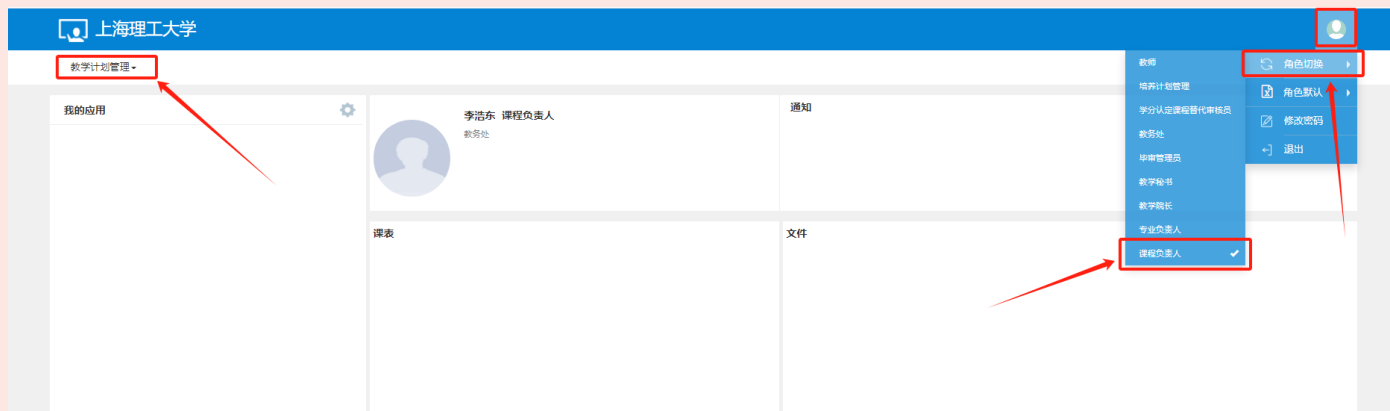 上海理工大学
教学计划管理
我的应用
李浩东 课程负责人
教务处
通知
课表
文件
角色切换
角色默认
修改密码
退出
教师
培养计划管理
学分认定课程替代审核员
教务处
毕审管理员
教学秘书
教学院长
专业负责人
课程负责人